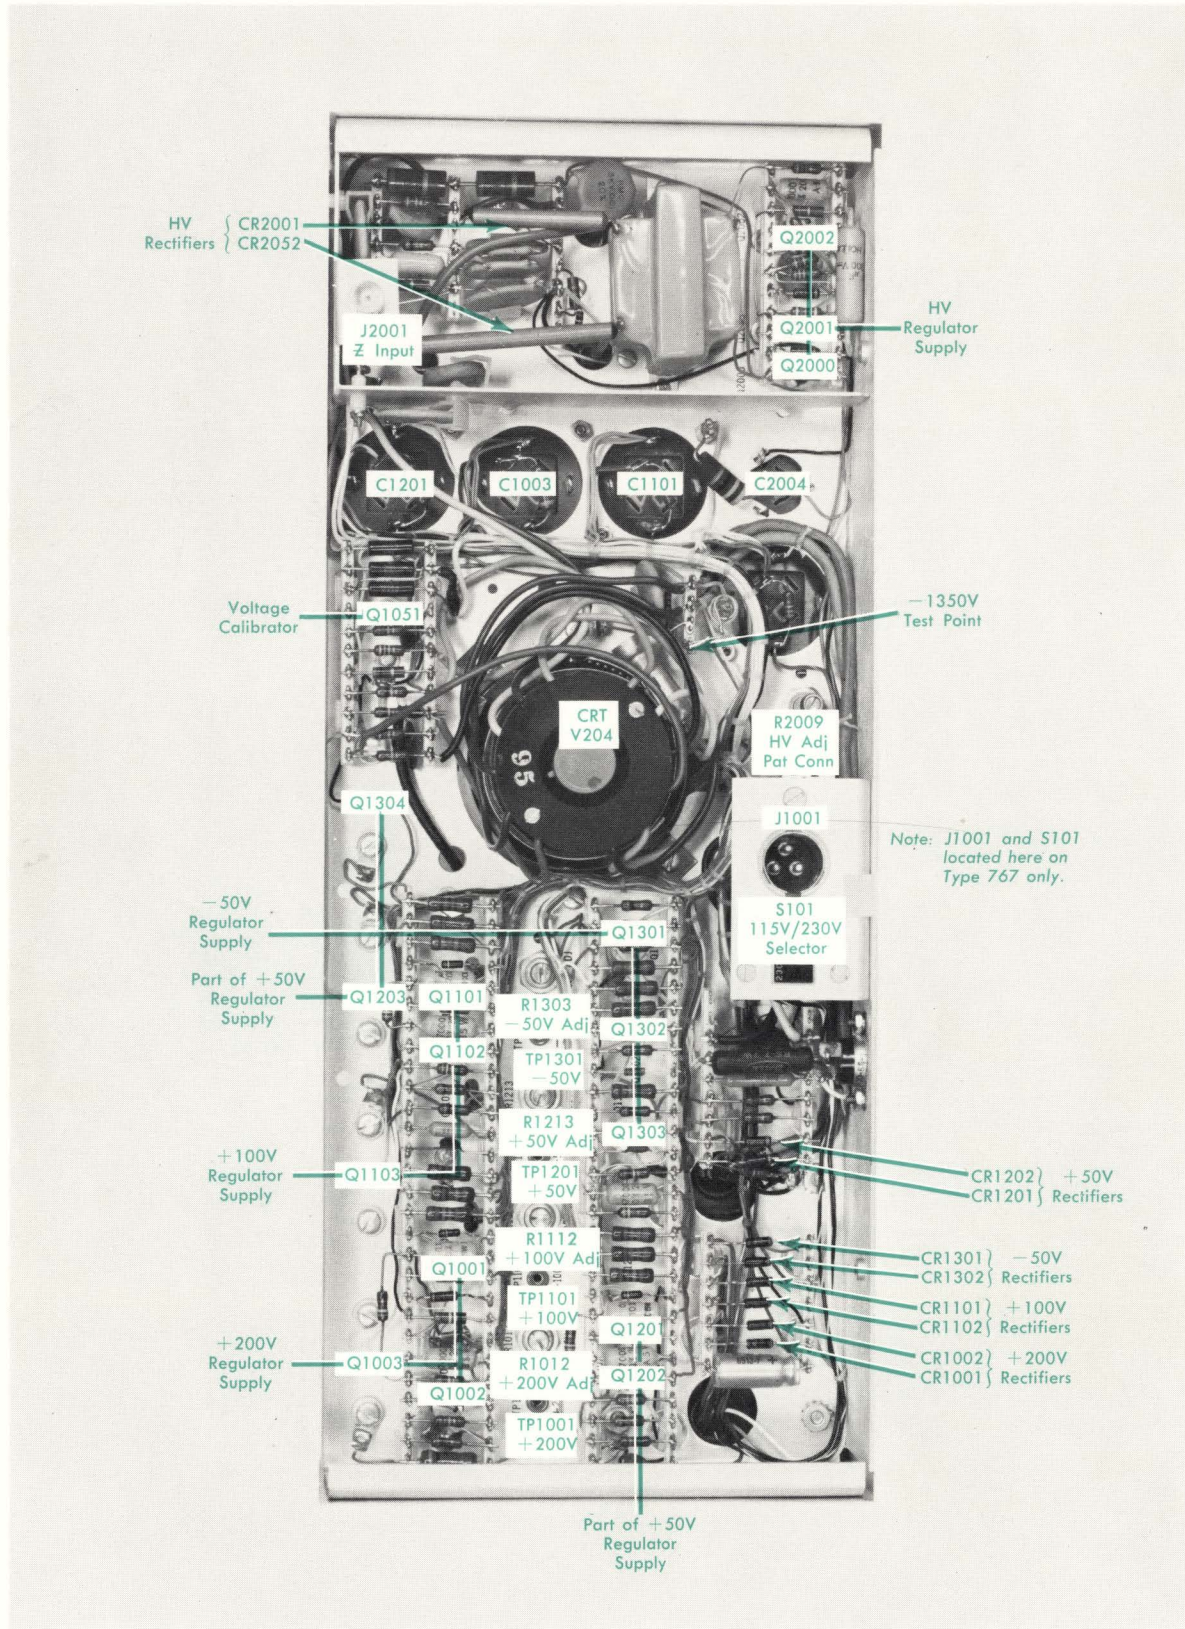 HV
Rectifiers
CR2001
CR2052
J2001
Ƶ Input
Q2002
Q2001
Q2000
HV
Regulator
Supply
C1201
C1003
C1101
C2004
Voltage
Calibrator
Q1051
−1350V
Test Point
CRT
V204
95
R2009
HV Adj
Pat Conn
Q1304
J1001
Note: J1001 and S101
located here on
Type 767 only.
S101
115V/230V
Selector
−50V
Regulator
Supply
Q1301
Part of +50V
Regulator
Supply
Q1203
Q1101
R1303
−50V Adj
Q1302
Q1102
TP1301
−50V
R1213
R1213
+50V Adj
Q1303
+100V
Regulator
Supply
Q1103
TP1201
+50V
CR1202 } +50V
CR1201 } Rectifiers
R1112
+100V Adj
Q1001
CR1301 } −50V
CR1302 } Rectifiers
TP1101
+100V
CR1101 } +100V
CR1102 } Rectifiers
Q1201
+200V
Regulator
Supply
Q1003
R1012
+200V Adj
Q1202
CR1002 } +200V
CR1001 } Rectifiers
Q1002
TP1001
+200V
Part of +50V
Regulator
Supply